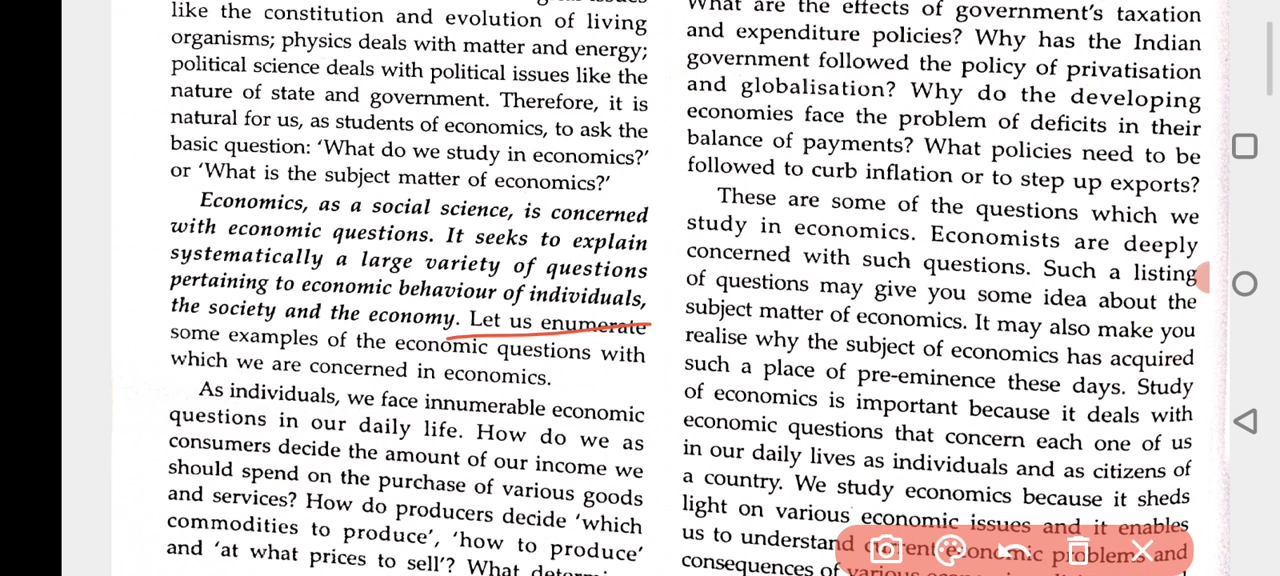 like the constitution and evolution of living
organisms; physics deals with matter and energy;
political science deals with political issues like the
nature of state and government. Therefore, it is
natural for us, as students of economics, to ask the
basic question: ‘What do we study in economics?’
or ‘What is the subject matter of economics?’
Economics, as a social science, is concerned
with economic questions. It seeks to explain
systematically a large variety of questions
pertaining to economic behaviour of individuals,
the society and the economy. Let us enumerate
some examples of the economic questions with
which we are concerned in economics.
As individuals, we face innumerable economic
questions in our daily life. How do we as
consumers decide the amount of our income we
should spend on the purchase of various goods
and services? How do producers decide ‘which
commodities to produce’, ‘how to produce’
and ‘at what prices to sell’? What
What are the effects of government’s taxation
and expenditure policies? Why has the Indian
government followed the policy of privatisation
and globalisation? Why do the developing
economies face the problem of deficits in their
balance of payments? What policies need to be
followed to curb inflation or to step up exports?
These are some of the questions which we
study in economics. Economists are deeply
concerned with such questions. Such a listing
of questions may give you some idea about the
subject matter of economics. It may also make you
realise why the subject of economics has acquired
such a place of pre-eminence these days. Study
of economics is important because it deals with
economic questions that concern each one of us
in our daily lives as individuals and as citizens of
a country. We study economics because it sheds
light on various economic issues and it enables
us to understand current economic problems and
consequences of various